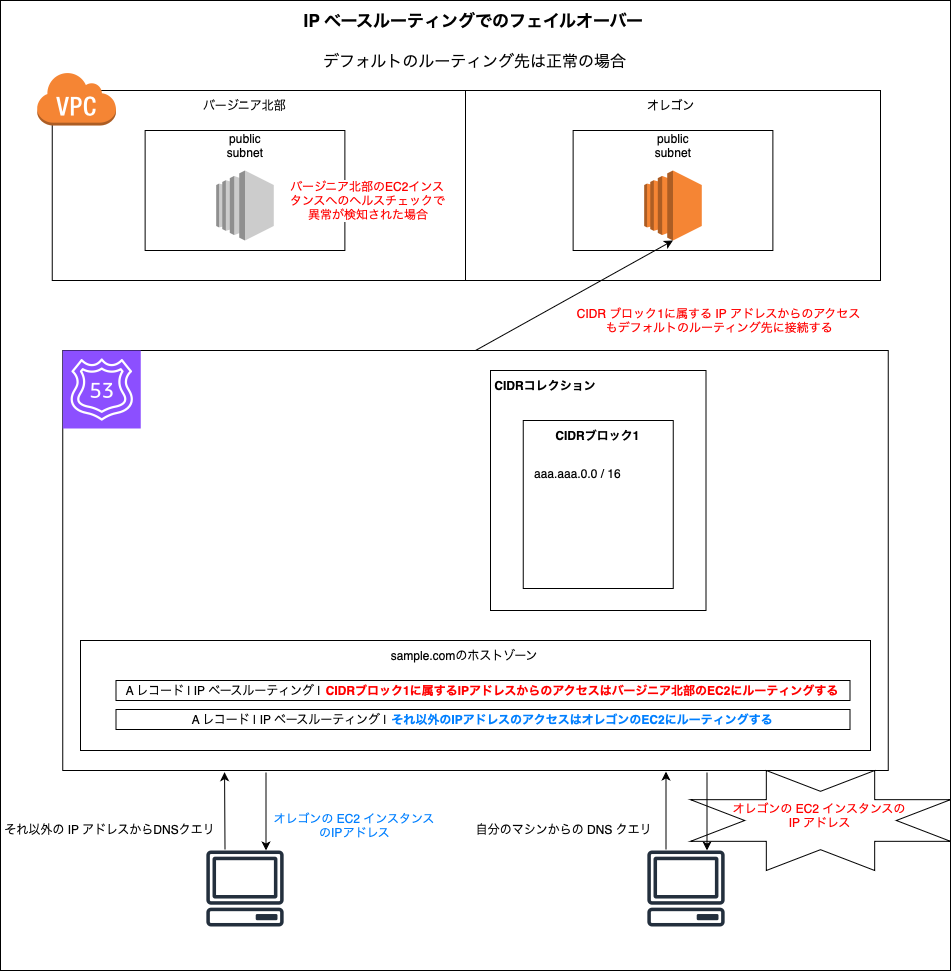 IP ベースルーティングでのフェイルオーバー
デフォルトのルーティング先は正常の場合
VPC
バージニア北部
オレゴン
public
subnet
public
subnet
バージニア北部のEC2インス
タンスへのヘルスチェックで
異常が検知された場合
CIDR ブロック1に属する IP アドレスからのアクセス
もデフォルトのルーティング先に接続する
53
CIDRコレクション
CIDRブロック1
aaa.aaa.0.0 / 16
sample.comのホストゾーン
A レコード | IP ベースルーティング | CIDRブロック1に属するIPアドレスからのアクセスはバージニア北部のEC2にルーティングする
A レコード | IP ベースルーティング | それ以外のIPアドレスのアクセスはオレゴンのEC2にルーティングする
それ以外の IP アドレスからDNSクエリ
オレゴンの EC2 インスタンス
のIPアドレス
自分のマシンからの DNS クエリ
オレゴンの EC2 インスタンスの
IP アドレス